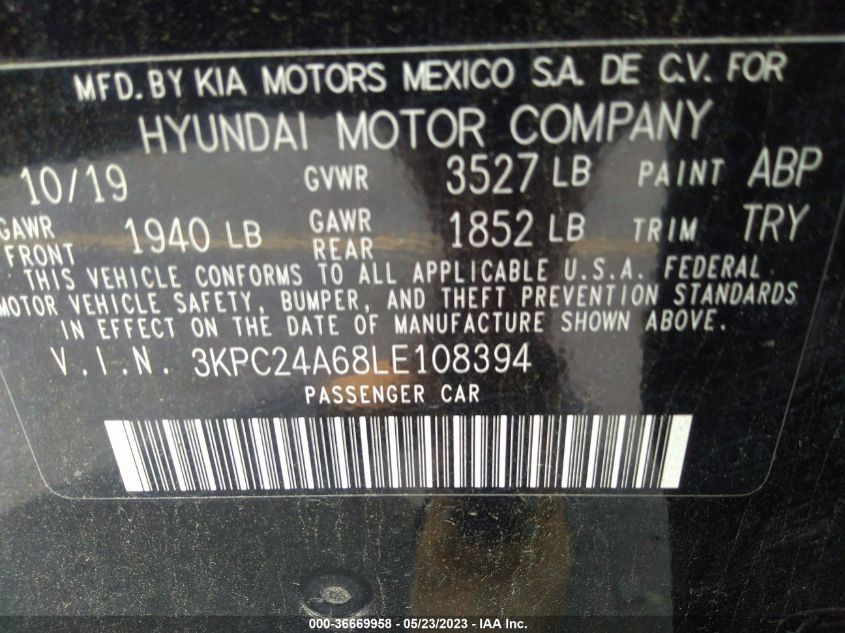 MFD. BY KIA MOTORS MEXICO S.A. DE C.V. FOR
HYUNDAI MOTOR COMPANY
10/19 GVWR 3527 LB PAINT ABP
GAWR FRONT 1940 LB GAWR REAR 1852 LB TRIM TRY
THIS VEHICLE CONFORMS TO ALL APPLICABLE U.S.A. FEDERAL
MOTOR VEHICLE SAFETY, BUMPER, AND THEFT PREVENTION STANDARDS
IN EFFECT ON THE DATE OF MANUFACTURE SHOWN ABOVE.
V.I.N. 3KPC24A68LE108394
PASSENGER CAR
000-36669958 - 05/23/2023 - IAA Inc.